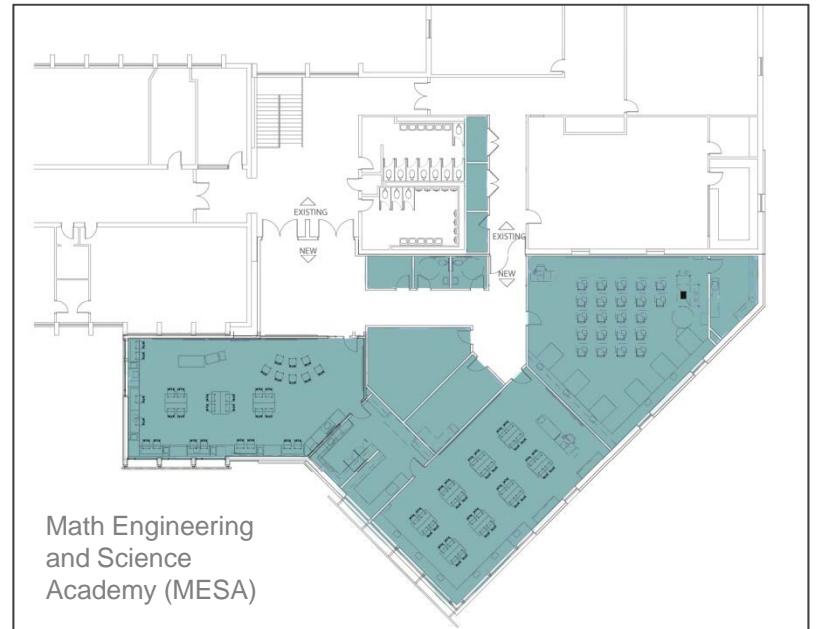 EXISTING
NEW
EXISTING
NEW
Math Engineering
and Science
Academy (MESA)